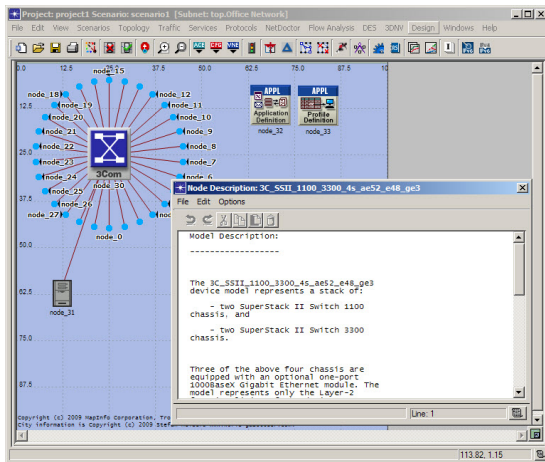 Project: project1 Scenario: scenario1 [Subnet: top.Office Network]
File Edit View Scenarios Topology Traffic Services Protocols NetDoctor Flow Analysis DES 3DNV Design Windows Help
0.0 12.5 25.0 37.5 50.0 62.5 75.0 87.5 10
node_15
node_18
node_12
node_19
node_11
12.5
node_20
node_10
node_21
node_9
node_22
node_8
25.0
node_23
3Com
node_7
node_24
node_30
node_6
node_25
node_26
node_27
noc
node_0
50.0
62.5
node_31
75.0
87.5
APPL
Application
Definition
node_32
APPL
Profile
Definition
node_33
Node Description: 3C_SSII_1100_3300_4s_ae52_e48_ge3
File Edit Options
Model Description:
------------------
The 3C_SSII_1100_3300_4s_ae52_e48_ge3
device model represents a stack of:
- two SuperStack II Switch 1100
chassis, and
- two SuperStack II Switch 3300
chassis.
Three of the above four chassis are
equipped with an optional one-port
1000BaseX Gigabit Ethernet module. The
model represents only the Layer-2
Line: 1
Copyright (c) 2009 MapInfo Corporation, Tro
City information is Copyright (c) 2009 Stef
113.82, 1.15